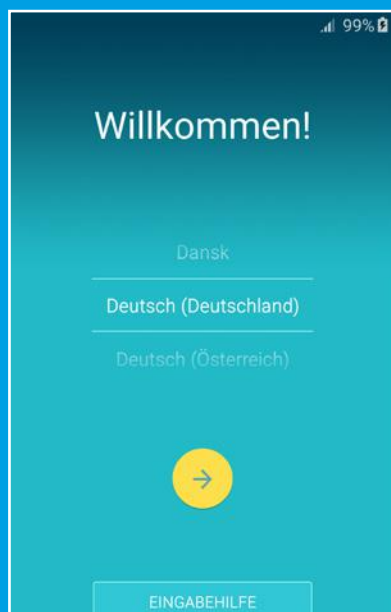 99%
Willkommen!
Dansk
Deutsch (Deutschland)
Deutsch (Österreich)
EINGABEHILFE